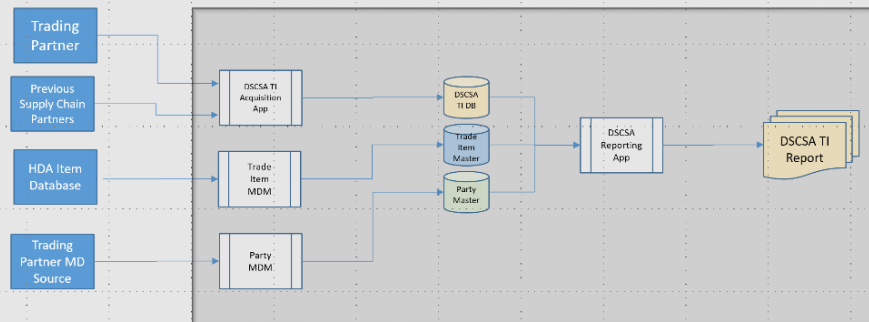 Trading
Partner
Previous
Supply Chain
Partners
HDA Item
Database
Trading
Partner MD
Source
DSCSA TI
Acquisition
App
Trade
Item
MDM
Party
MDM
DSCSA
TI DB
Trade
Item
Master
Party
Master
DSCSA
Reporting
App
DSCSA TI
Report